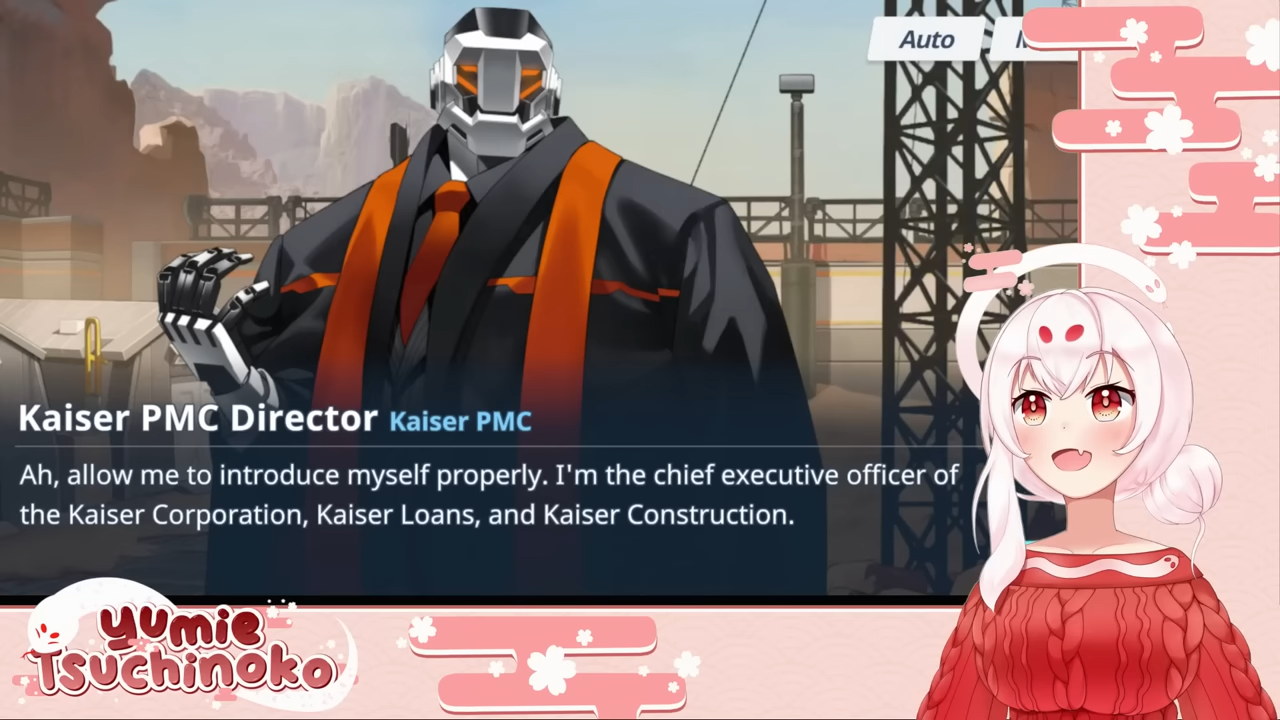 Auto
Kaiser PMC Director Kaiser PMC
Ah, allow me to introduce myself properly. I'm the chief executive officer of
the Kaiser Corporation, Kaiser Loans, and Kaiser Construction.
yumie
Tsuchinoko